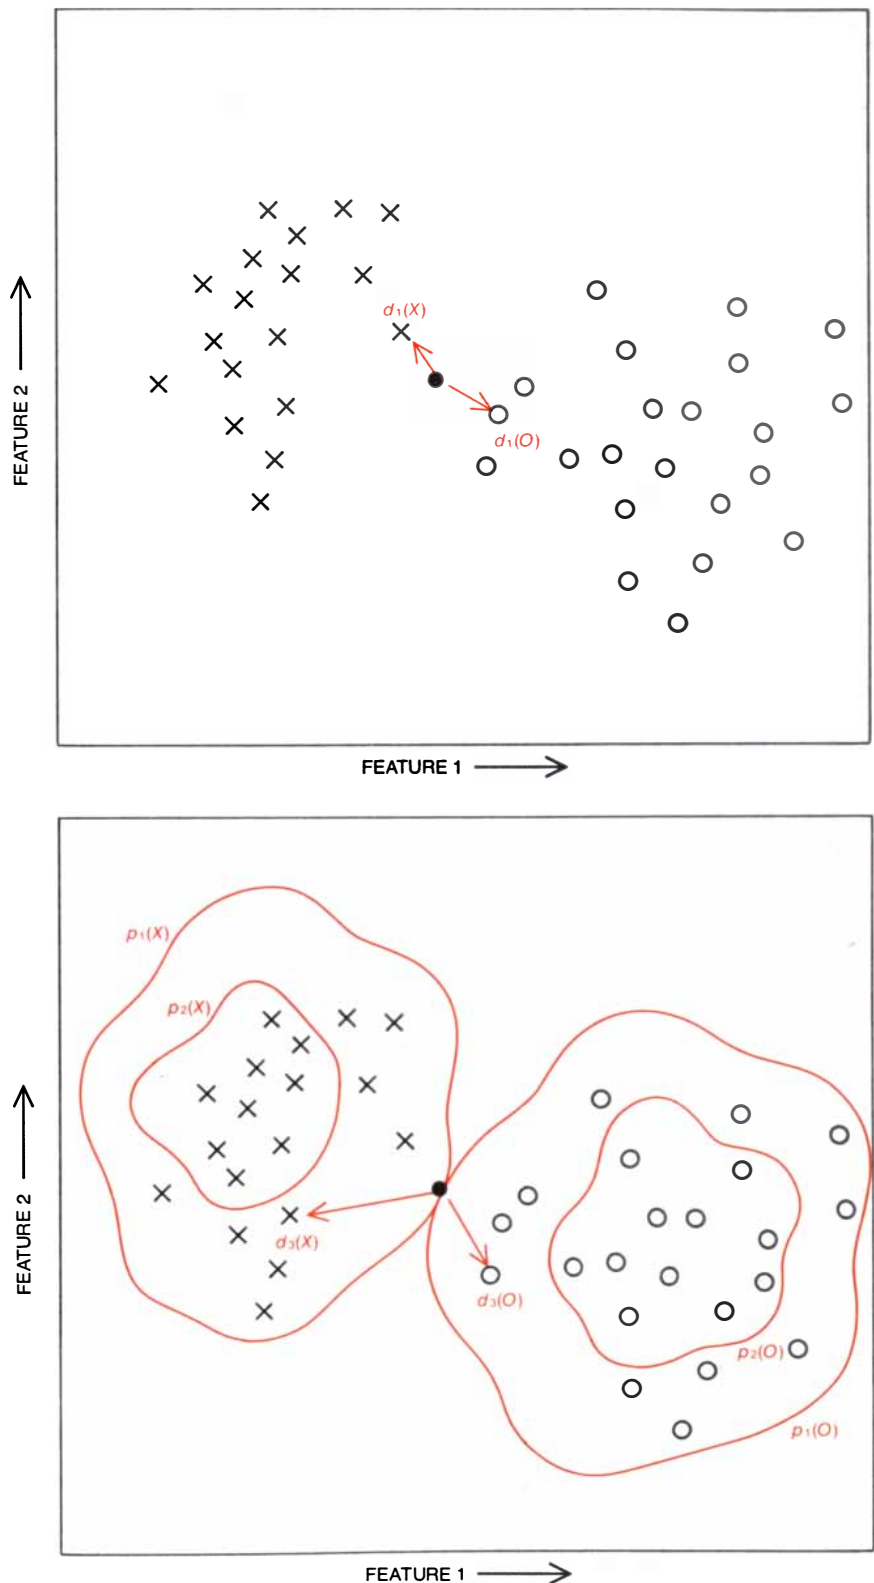 d₁(X)
d₁(O)
FEATURE 2
FEATURE 1
p₁(X)
p₂(X)
d₃(X)
d₃(O)
p₂(O)
p₁(O)
FEATURE 2
FEATURE 1